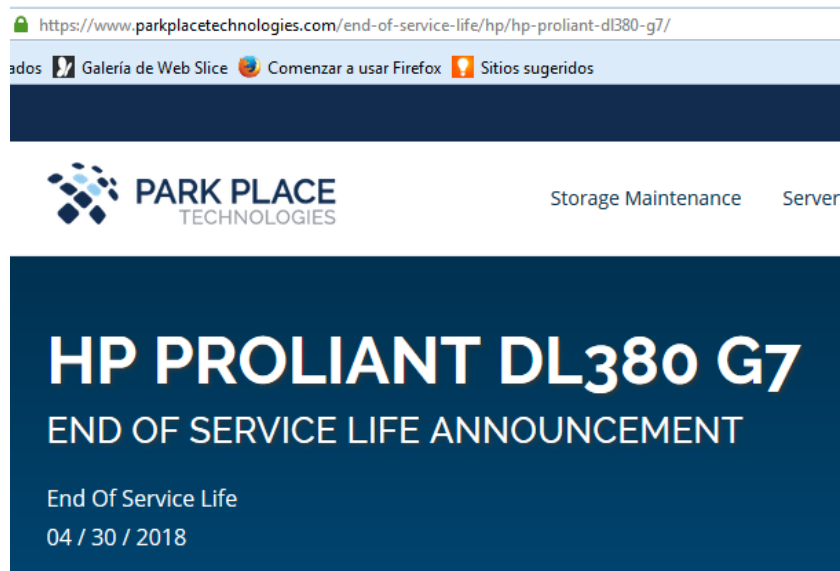 https://www.parkplacetechnologies.com/end-of-service-life/hp/hp-proliant-dl380-g7/
ados Galería de Web Slice Comenzar a usar Firefox Sitios sugeridos
PARK PLACE
TECHNOLOGIES
Storage Maintenance Server
HP PROLIANT DL380 G7
END OF SERVICE LIFE ANNOUNCEMENT
End Of Service Life
04 / 30 / 2018